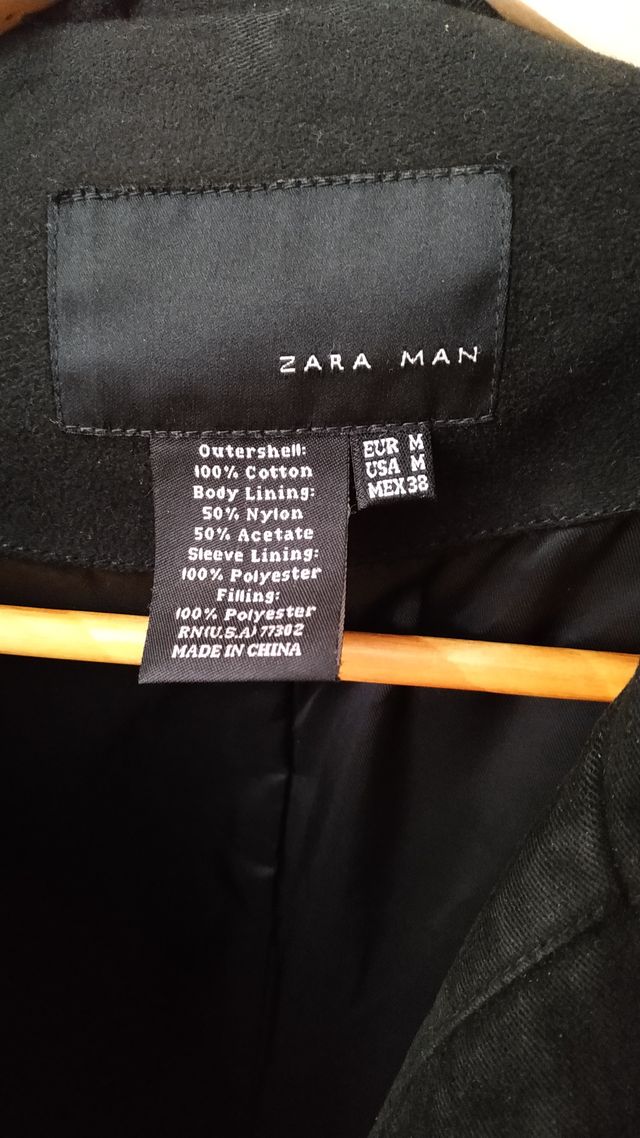 ZARA MAN
Outershell:
100% Cotton
Body Lining:
50% Nylon
50% Acetate
Sleeve Lining:
100% Polyester
Filling:
100% Polyester
RN(U.S.A) 77302
MADE IN CHINA
EUR M
USA M
MEX 38